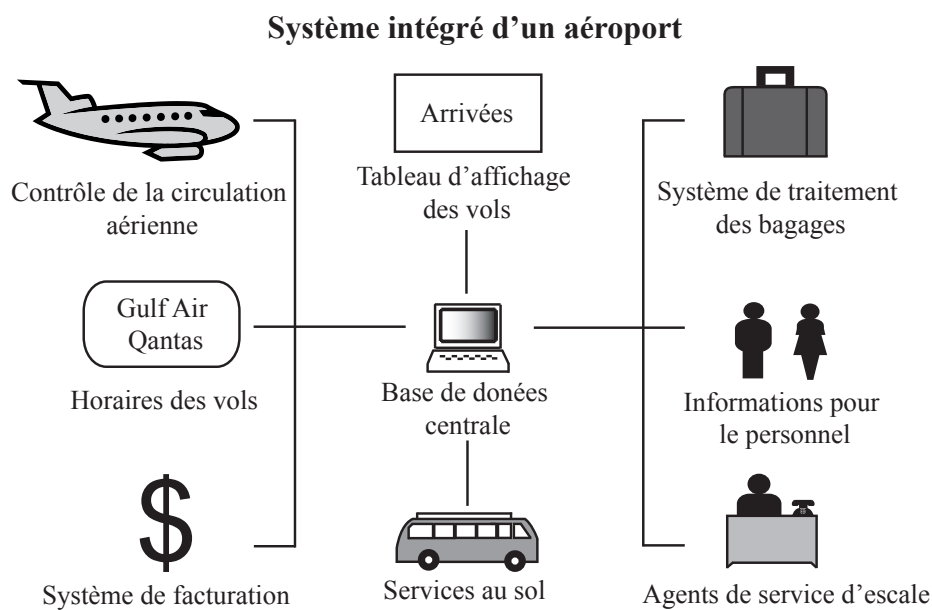 Système intégré d’un aéroport
Arrivées
Contrôle de la circulation
aérienne
Tableau d’affichage
des vols
Système de traitement
des bagages
Gulf Air
Qantas
Horaires des vols
Base de donées
centrale
Informations pour
le personnel
$
Système de facturation
Services au sol
Agents de service d’escale